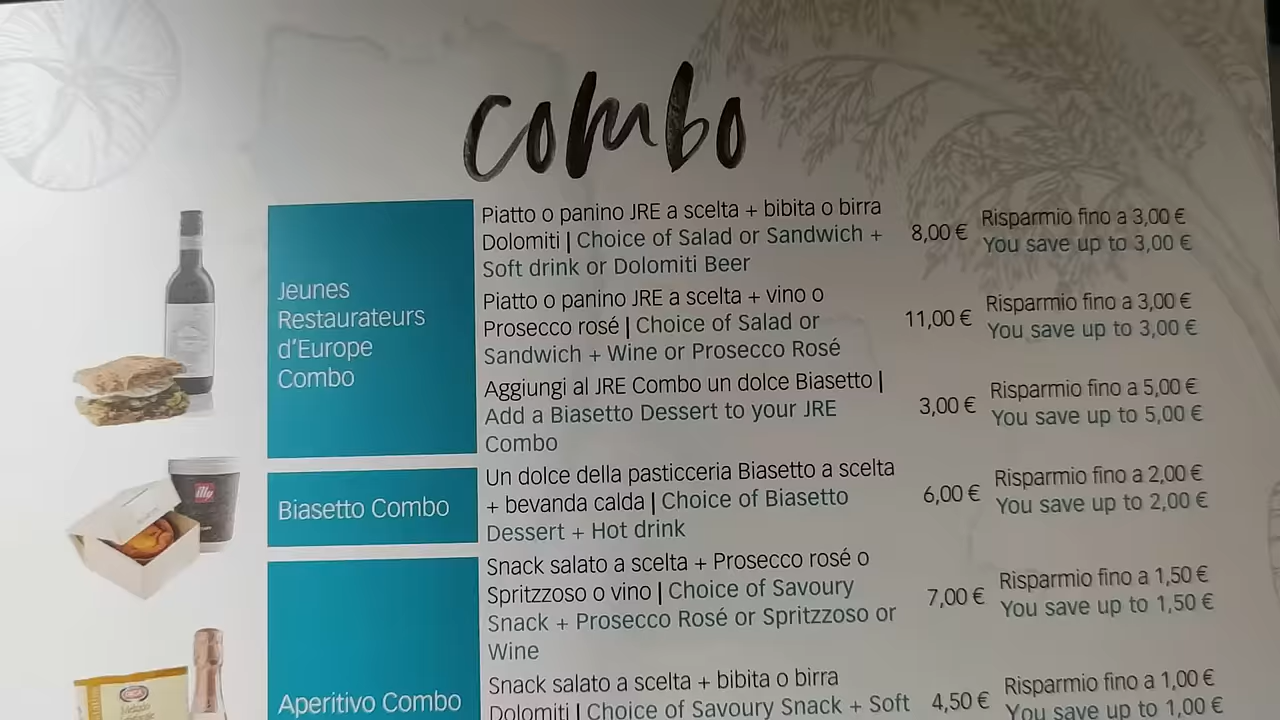 combo
Jeunes
Restaurateurs
d'Europe
Combo
Piatto o panino JRE a scelta + bibita o birra
Dolomiti | Choice of Salad or Sandwich +
Soft drink or Dolomiti Beer
8,00 €
Risparmio fino a 3,00 €
You save up to 3,00 €
Piatto o panino JRE a scelta + vino o
Prosecco rosé | Choice of Salad or
Sandwich + Wine or Prosecco Rosé
11,00 €
Risparmio fino a 3,00 €
You save up to 3,00 €
Aggiungi al JRE Combo un dolce Biasetto |
Add a Biasetto Dessert to your JRE
Combo
3,00 €
Risparmio fino a 5,00 €
You save up to 5,00 €
illy
Biasetto Combo
Un dolce della pasticceria Biasetto a scelta
+ bevanda calda | Choice of Biasetto
Dessert + Hot drink
6,00 €
Risparmio fino a 2,00 €
You save up to 2,00 €
Aperitivo Combo
Snack salato a scelta + Prosecco rosé o
Spritzzoso o vino | Choice of Savoury
Snack + Prosecco Rosé or Spritzzoso or
Wine
7,00 €
Risparmio fino a 1,50 €
You save up to 1,50 €
Snack salato a scelta + bibita o birra
Dolomiti | Choice of Savoury Snack + Soft
4,50 €
Risparmio fino a 1,00 €
You save up to 1,00 €